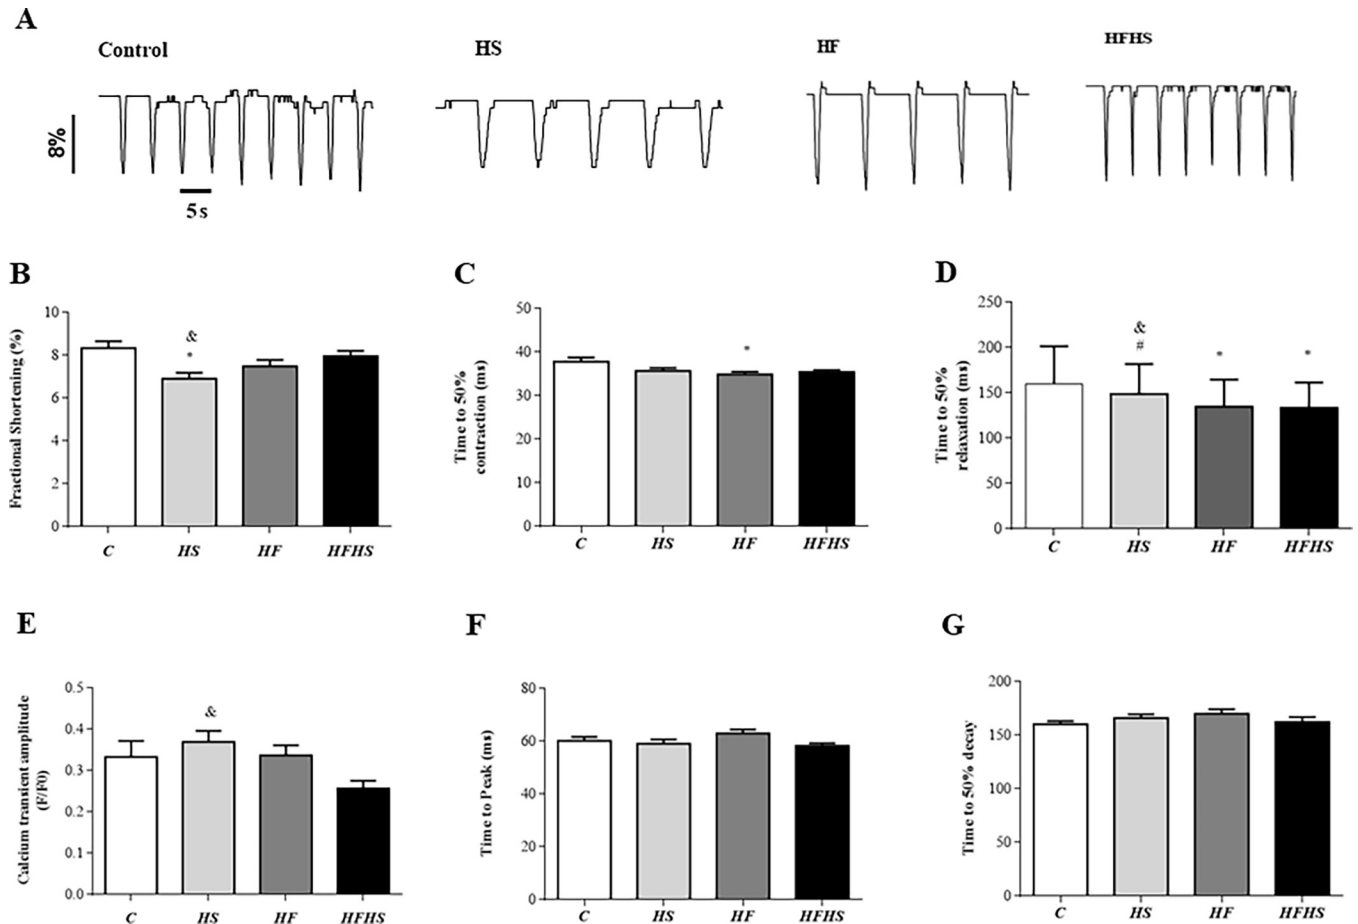 A
Control
HS
HF
HFHS
8%
5s
B
Fractional Shortening (%)
10
8
6
4
2
0
&
*
C HS HF HFHS
C
Time to 50%
contraction (ms)
50
40
30
20
10
0
*
C HS HF HFHS
D
Time to 50%
relaxation (ms)
250
200
150
100
50
0
&
#
*
*
C HS HF HFHS
E
Calcium transient amplitude
(F/F0)
0.5
0.4
0.3
0.2
0.1
0.0
&
C HS HF HFHS
F
Time to Peak (ms)
80
60
40
20
0
C HS HF HFHS
G
Time to 50% decay
200
150
100
50
0
C HS HF HFHS